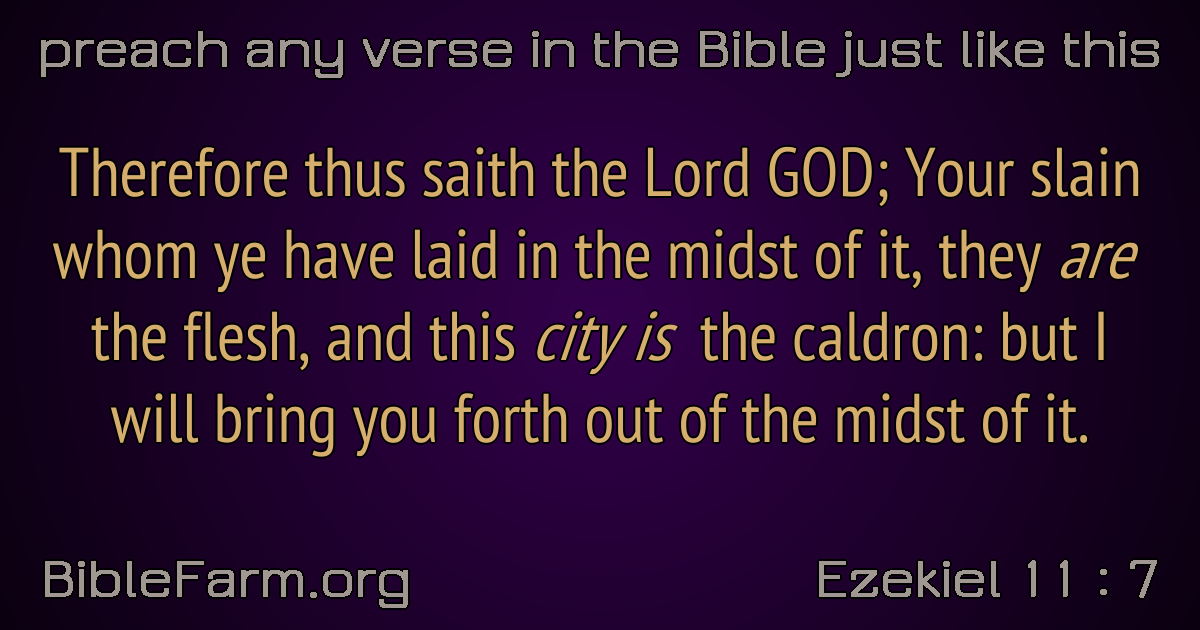 preach any verse in the Bible just like this
Therefore thus saith the Lord GOD; Your slain
whom ye have laid in the midst of it, they are
the flesh, and this city is the caldron: but I
will bring you forth out of the midst of it.
BibleFarm.org
Ezekiel 11 : 7